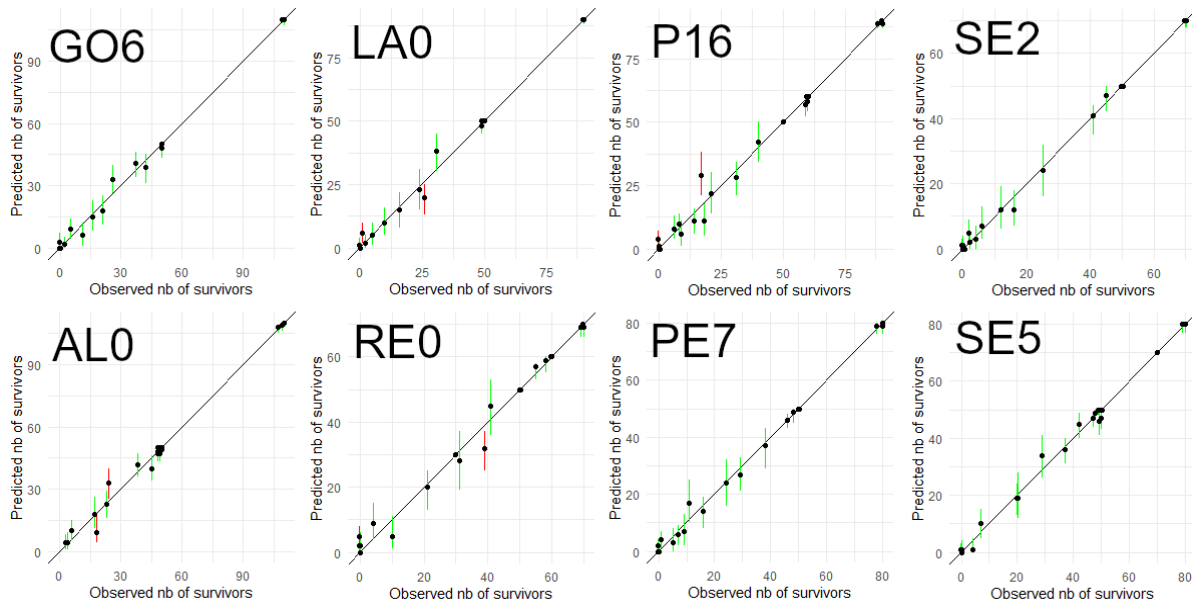 GO6
Predicted nb of survivors
90
60
30
0
0 30 60 90
Observed nb of survivors
LA0
Predicted nb of survivors
75
50
25
0
0 25 50 75
Observed nb of survivors
P16
Predicted nb of survivors
75
50
25
0
0 25 50 75
Observed nb of survivors
SE2
Predicted nb of survivors
60
40
20
0
0 20 40 60
Observed nb of survivors
AL0
Predicted nb of survivors
90
60
30
0
0 30 60 90
Observed nb of survivors
RE0
Predicted nb of survivors
60
40
20
0
0 20 40 60
Observed nb of survivors
PE7
Predicted nb of survivors
80
60
40
20
0
0 20 40 60 80
Observed nb of survivors
SE5
Predicted nb of survivors
80
60
40
20
0
0 20 40 60 80
Observed nb of survivors